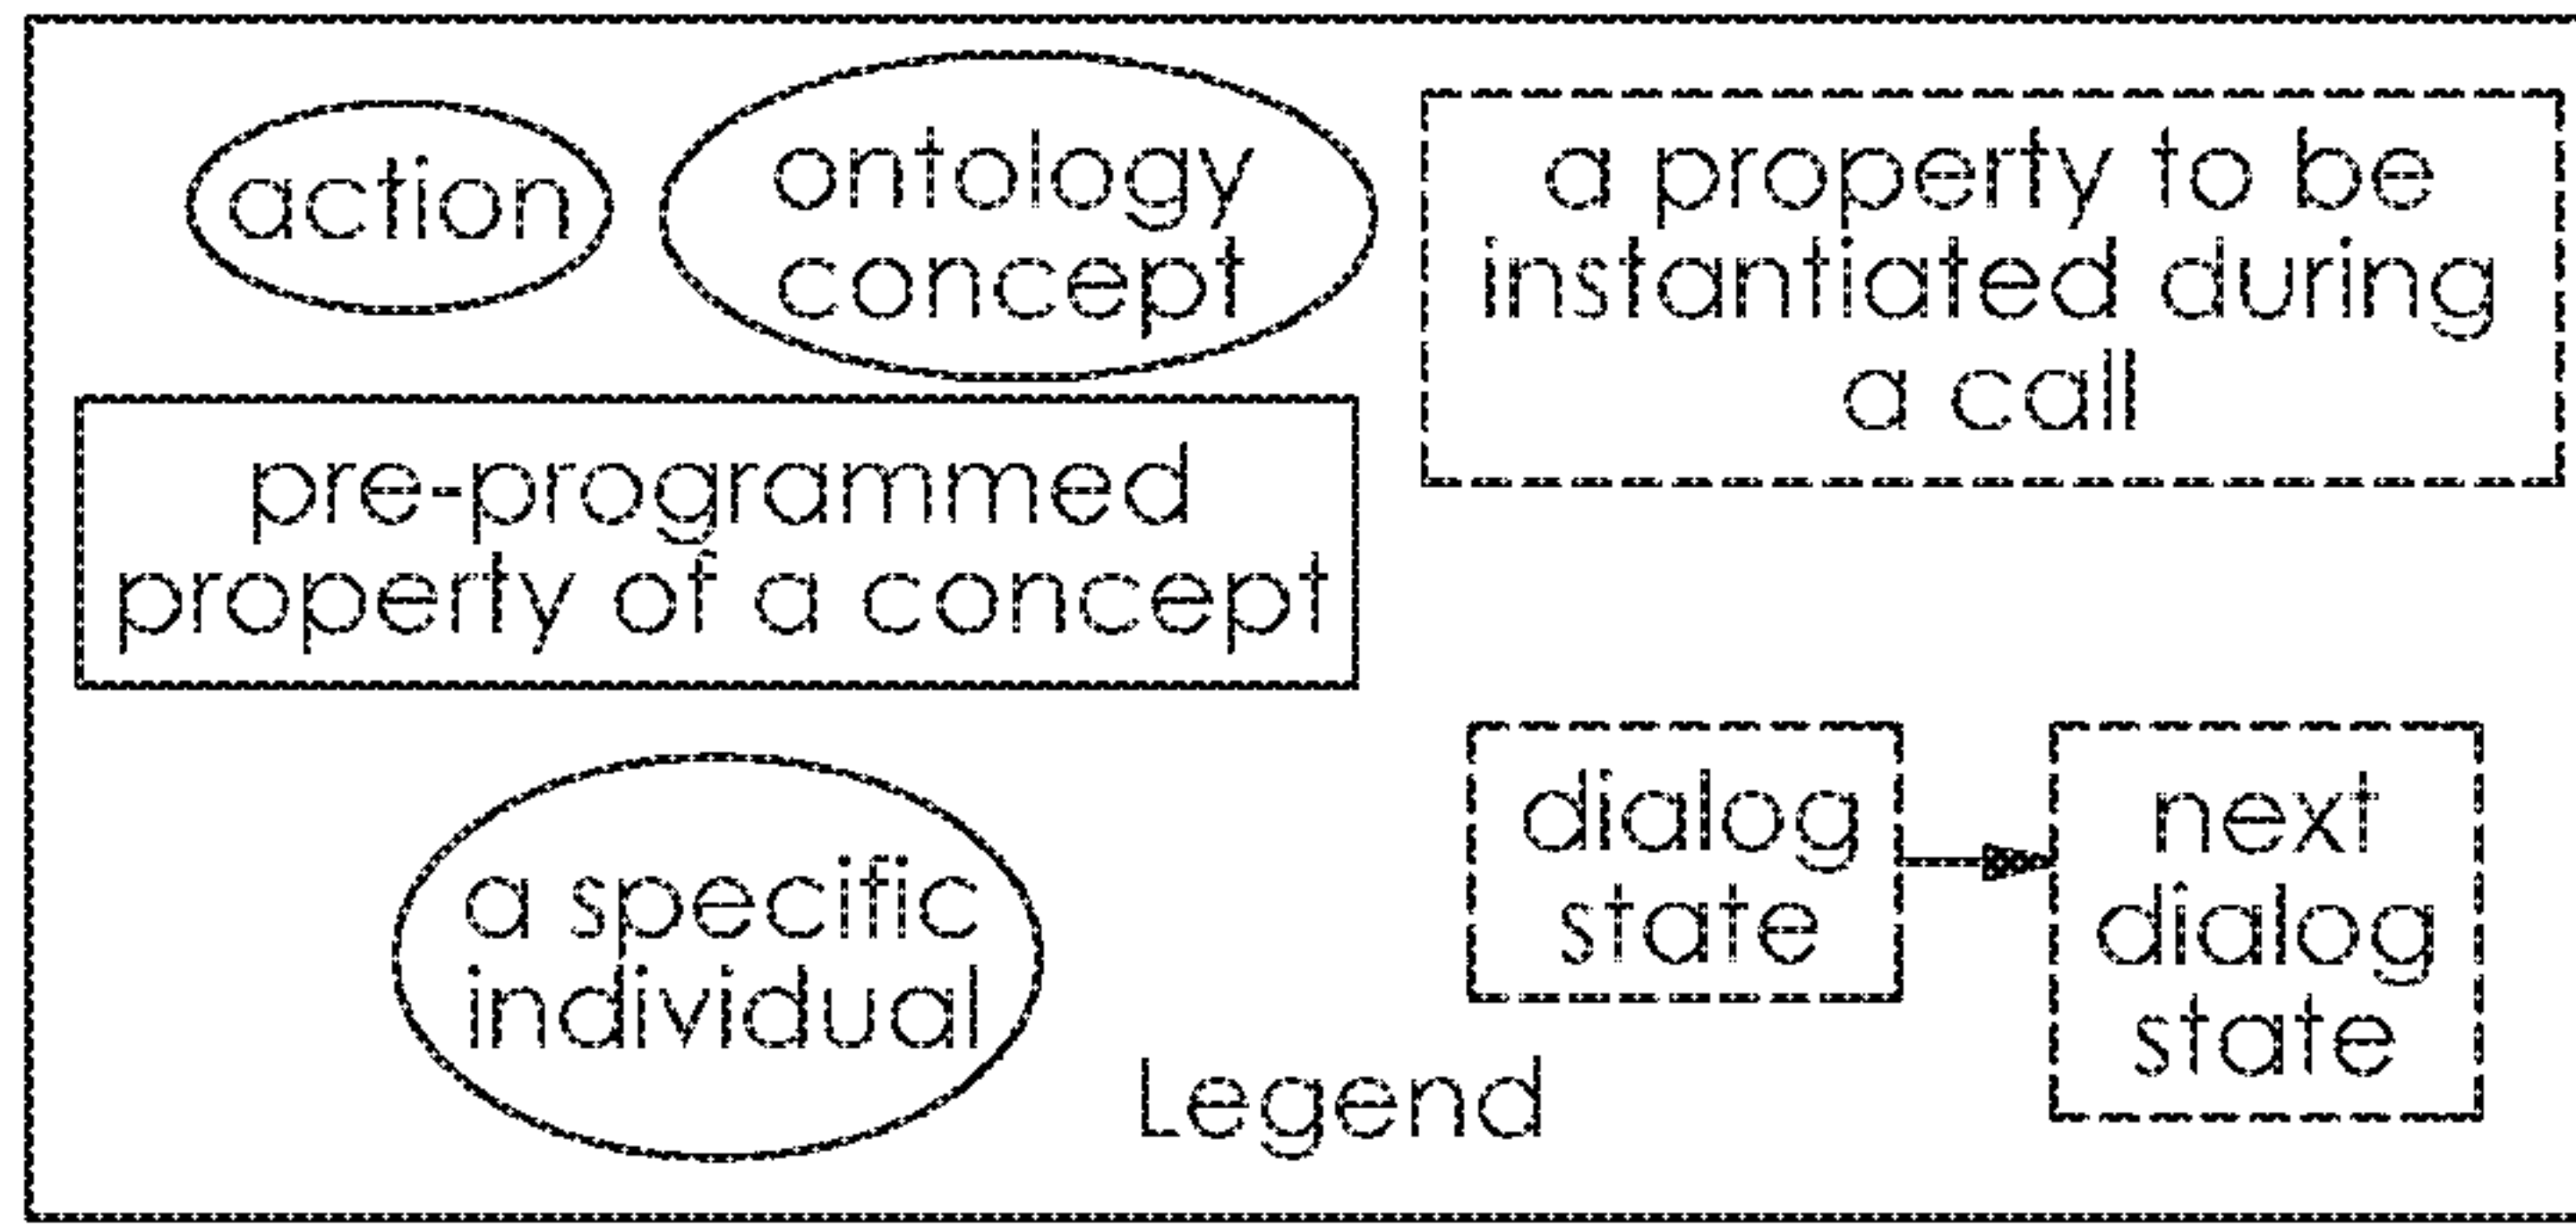 action
ontology
concept
a property to be
instantiated during
a call
pre-programmed
property of a concept
a specific
individual
dialog
state
next
dialog
state
Legend